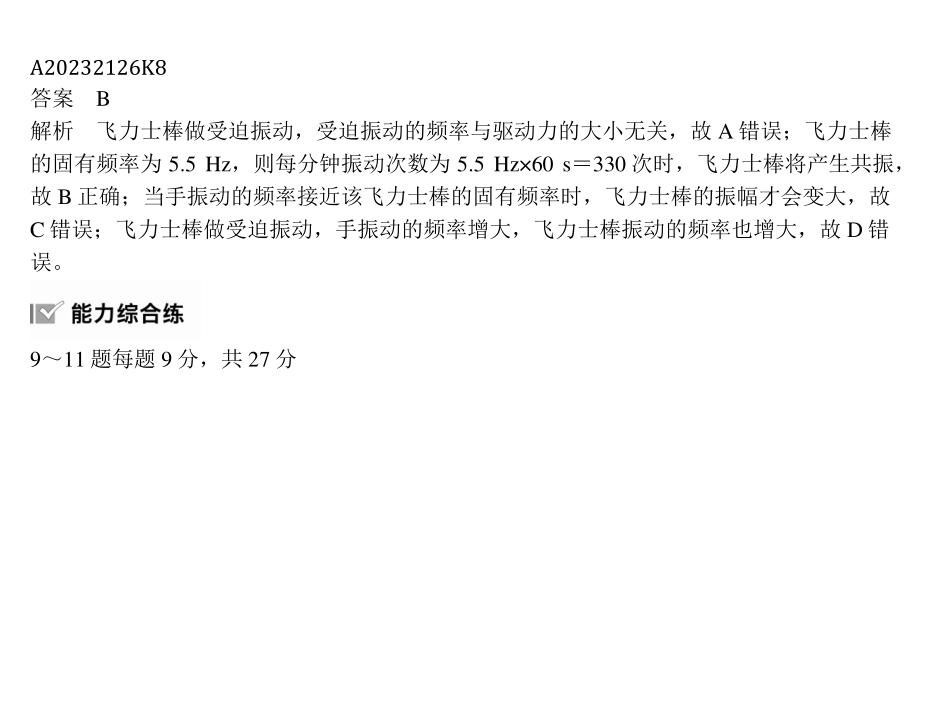 A20232126K8
答案 B
解析 飞力士棒做受迫振动，受迫振动的频率与驱动力的大小无关，故 A 错误；飞力士棒
的固有频率为 5.5 Hz，则每分钟振动次数为 5.5 Hz×60 s＝330 次时，飞力士棒将产生共振，
故 B 正确；当手振动的频率接近该飞力士棒的固有频率时，飞力士棒的振幅才会变大，故
C 错误；飞力士棒做受迫振动，手振动的频率增大，飞力士棒振动的频率也增大，故 D 错
误。
能力综合练
9～11 题每题 9 分，共 27 分